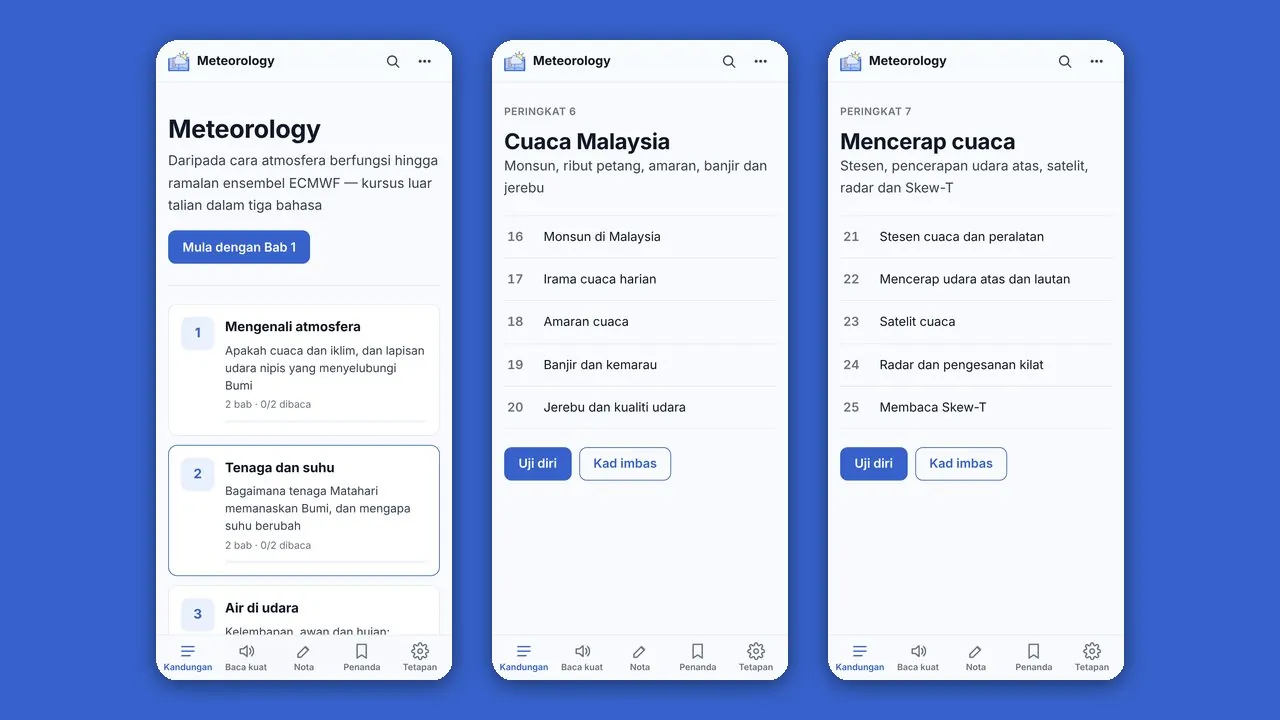 Meteorology
Meteorology
Daripada cara atmosfera berfungsi hingga
ramalan ensembel ECMWF — kursus luar
talian dalam tiga bahasa
Mula dengan Bab 1
1
Mengenali atmosfera
Apakah cuaca dan iklim, dan lapisan
udara nipis yang menyelubungi
Bumi
2 bab · 0/2 dibaca
2
Tenaga dan suhu
Bagaimana tenaga Matahari
memanaskan Bumi, dan mengapa
suhu berubah
2 bab · 0/2 dibaca
3
Air di udara
Kelembapan, awan dan hujan:
Kandungan
Baca kuat
Nota
Penanda
Tetapan
Meteorology
PERINGKAT 6
Cuaca Malaysia
Monsun, ribut petang, amaran, banjir dan
jerebu
16 Monsun di Malaysia
17 Irama cuaca harian
18 Amaran cuaca
19 Banjir dan kemarau
20 Jerebu dan kualiti udara
Uji diri
Kad imbas
Kandungan
Baca kuat
Nota
Penanda
Tetapan
Meteorology
PERINGKAT 7
Mencerap cuaca
Stesen, pencerapan udara atas, satelit,
radar dan Skew-T
21 Stesen cuaca dan peralatan
22 Mencerap udara atas dan lautan
23 Satelit cuaca
24 Radar dan pengesanan kilat
25 Membaca Skew-T
Uji diri
Kad imbas
Kandungan
Baca kuat
Nota
Penanda
Tetapan